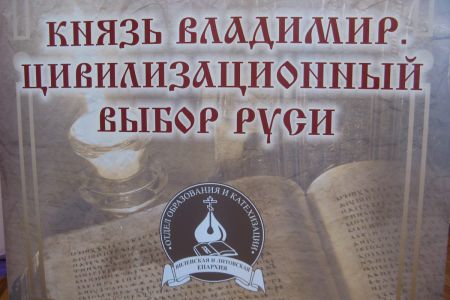 КНЯЗЬ ВЛАДИМИР.
ЦИВИЛИЗАЦИОННЫЙ
ВЫБОР РУСИ
• ОТДЕЛ ОБРАЗОВАНИЯ И КАТЕХИЗАЦИИ •
ВИЛЕНСКАЯ И ЛИТОВСКАЯ
ЕПАРХИЯ